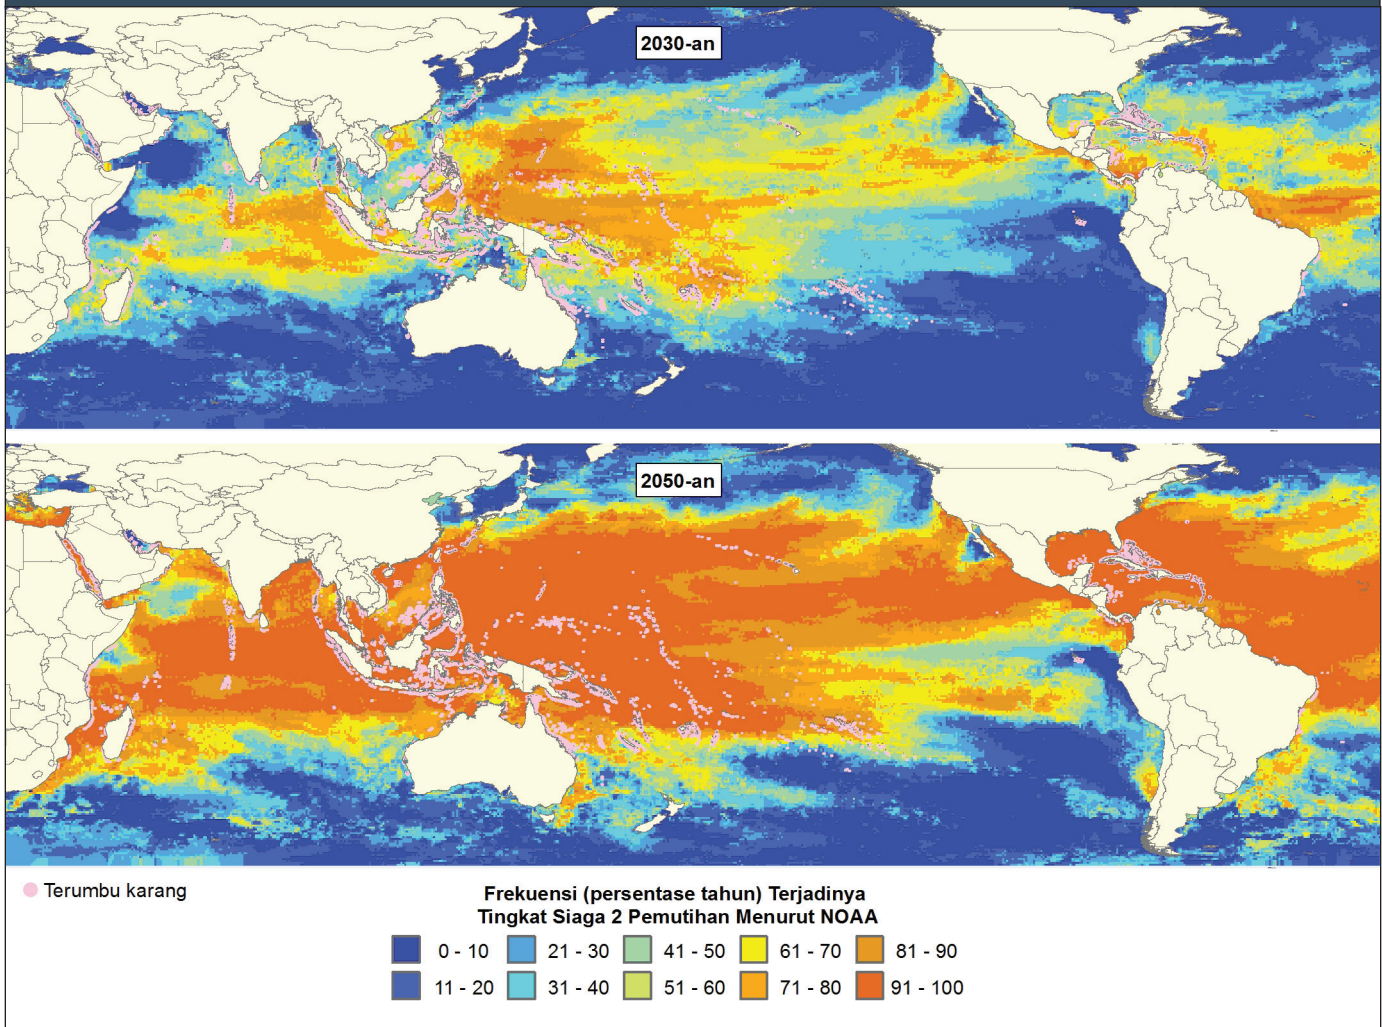 2030-an
2050-an
Terumbu karang
Frekuensi (persentase tahun) Terjadinya
Tingkat Siaga 2 Pemutihan Menurut NOAA
0 - 10
21 - 30
41 - 50
61 - 70
81 - 90
11 - 20
31 - 40
51 - 60
71 - 80
91 - 100